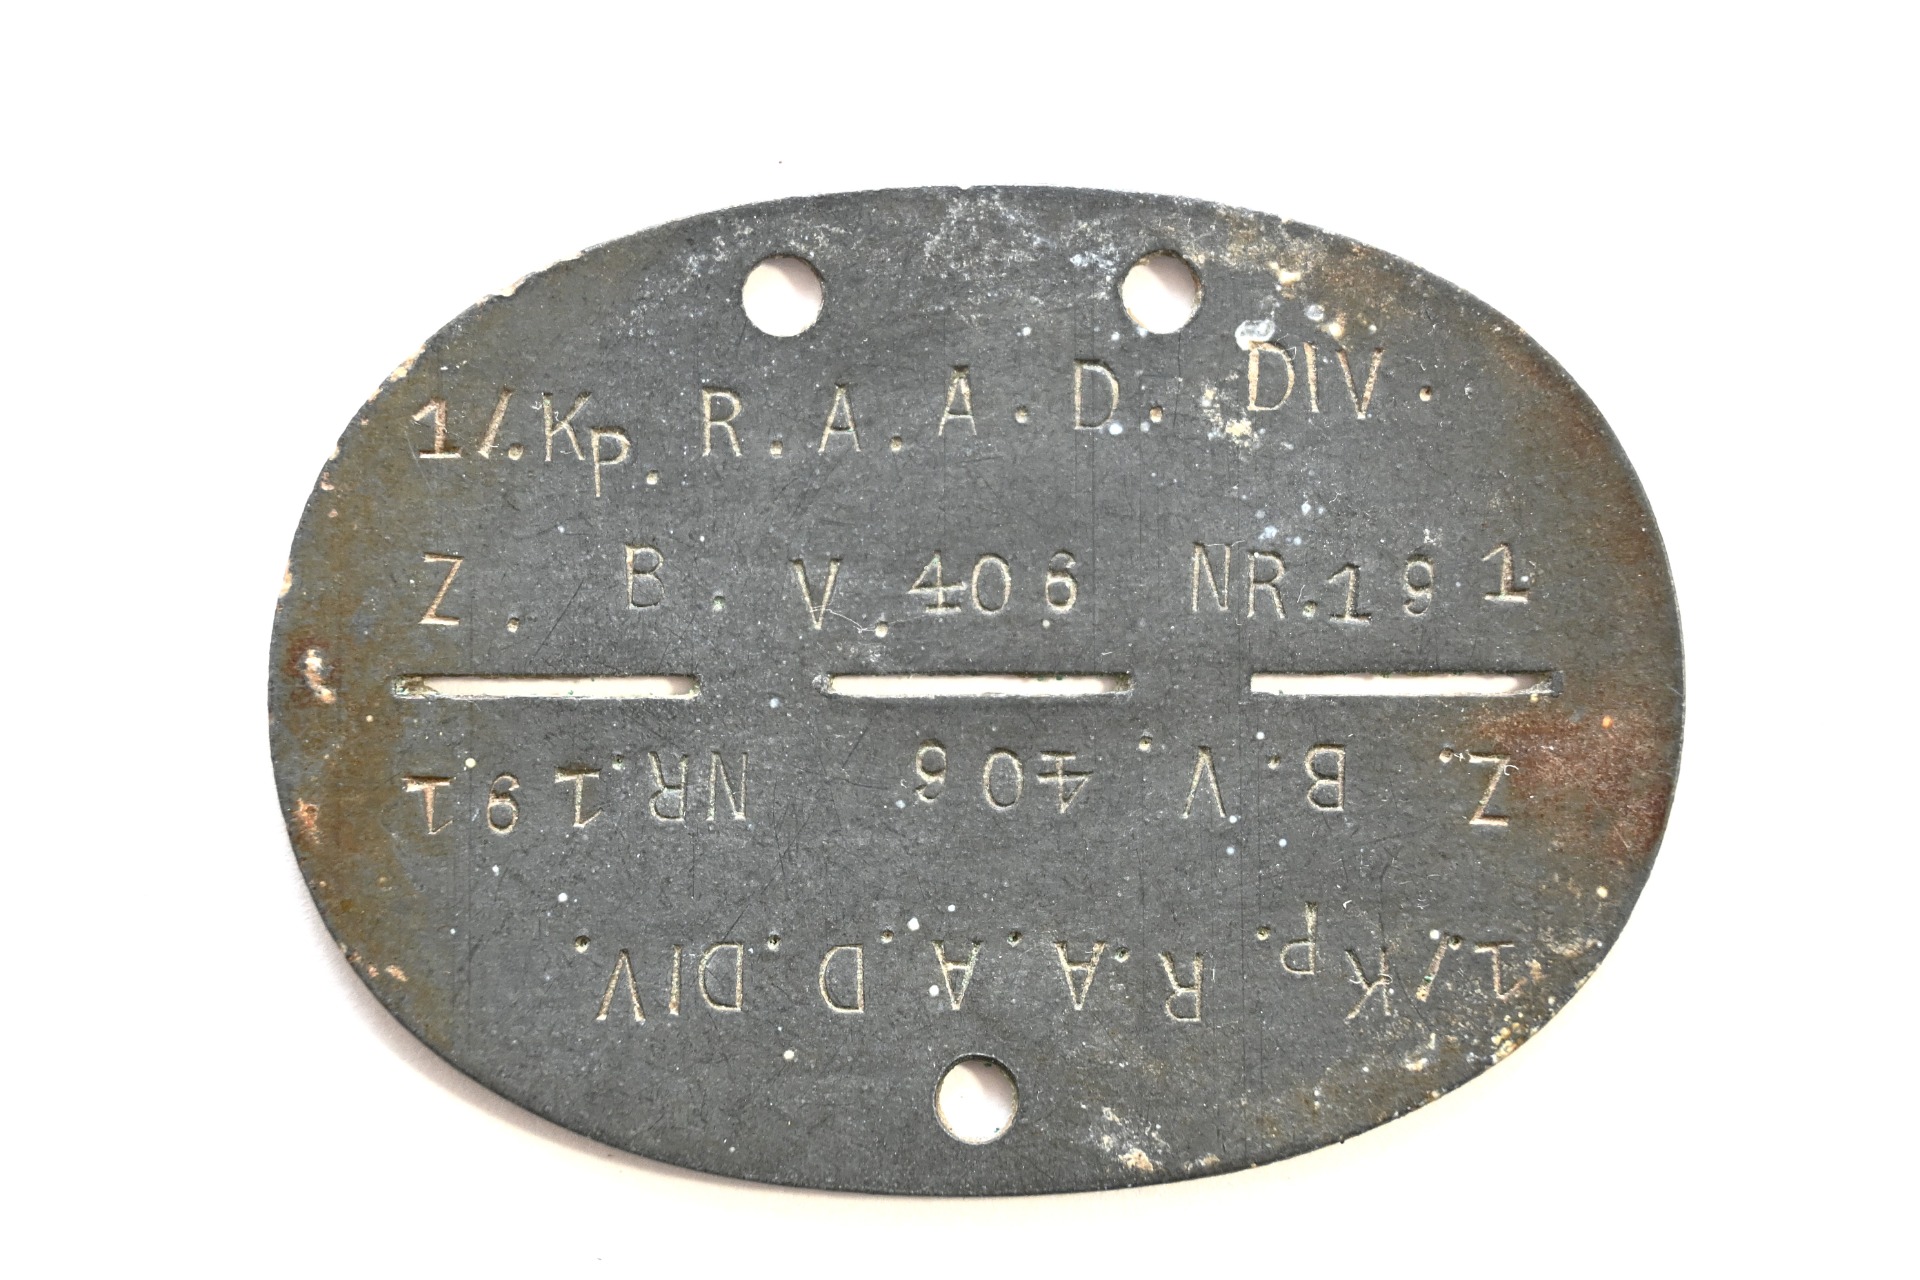 1/.Kp. R.A.A.D. DIV.
Z. B. V. 406 NR.191
Z. B. V. 406 NR.191
1/.Kp. R.A.A.D.DIV.